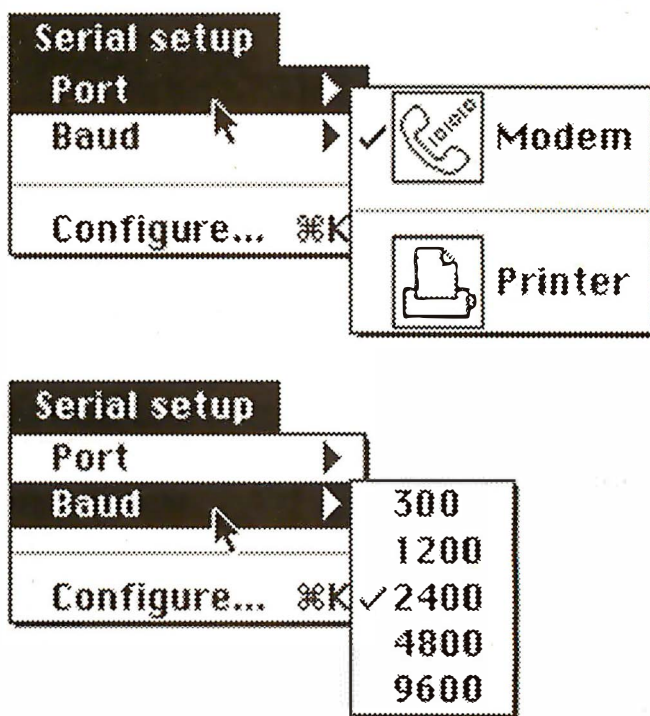 Serial setup
Port
Modem
Baud
Configure... ⌘K
Printer
Serial setup
Port
Baud
300
1200
Configure... ⌘K
✓2400
4800
9600